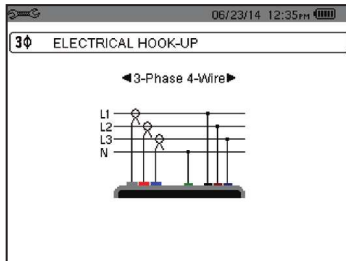 06/23/14 12:35PM
3Φ ELECTRICAL HOOK-UP
◄3-Phase 4-Wire►
L1
L2
L3
N